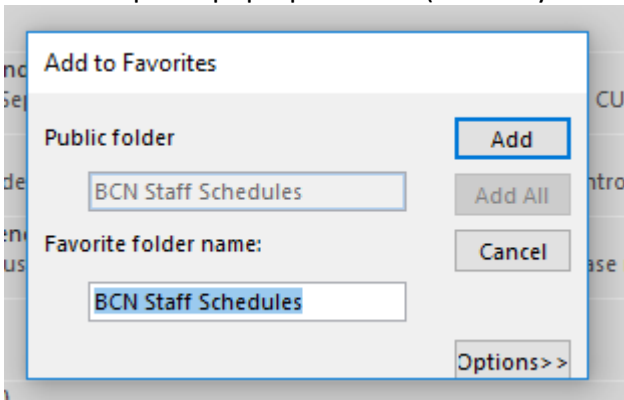 Add to Favorites
Public folder
Add
BCN Staff Schedules
Add All
Favorite folder name:
Cancel
BCN Staff Schedules
Options>>
CU